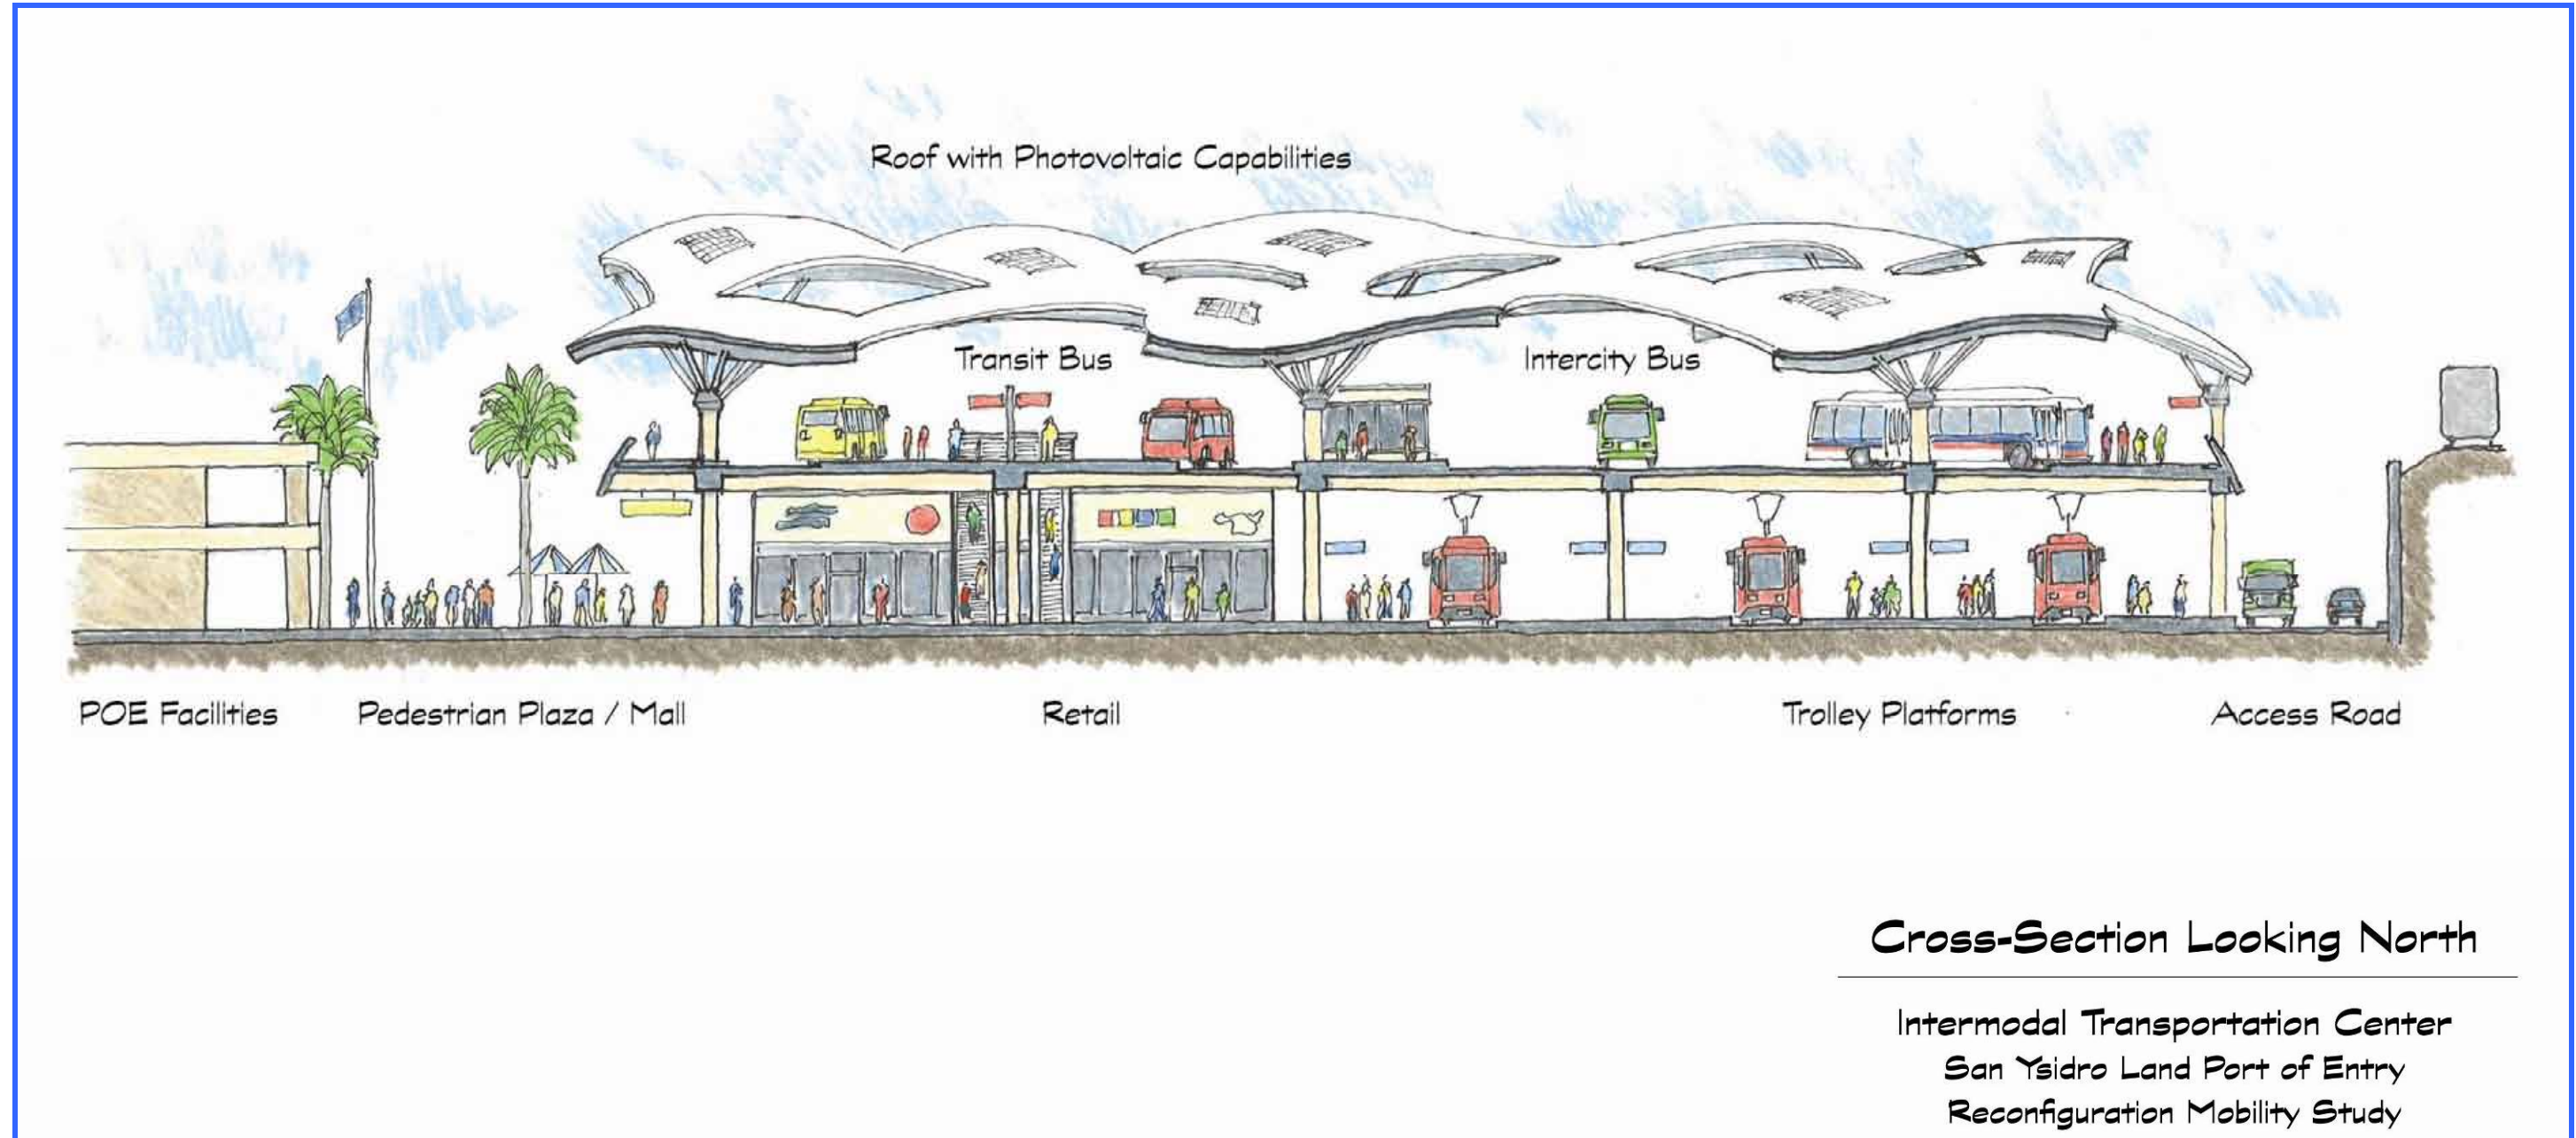 Roof with Photovoltaic Capabilities
Transit Bus
Intercity Bus
POE Facilities
Pedestrian Plaza / Mall
Retail
Trolley Platforms
Access Road
Cross-Section Looking North
Intermodal Transportation Center
San Ysidro Land Port of Entry
Reconfiguration Mobility Study